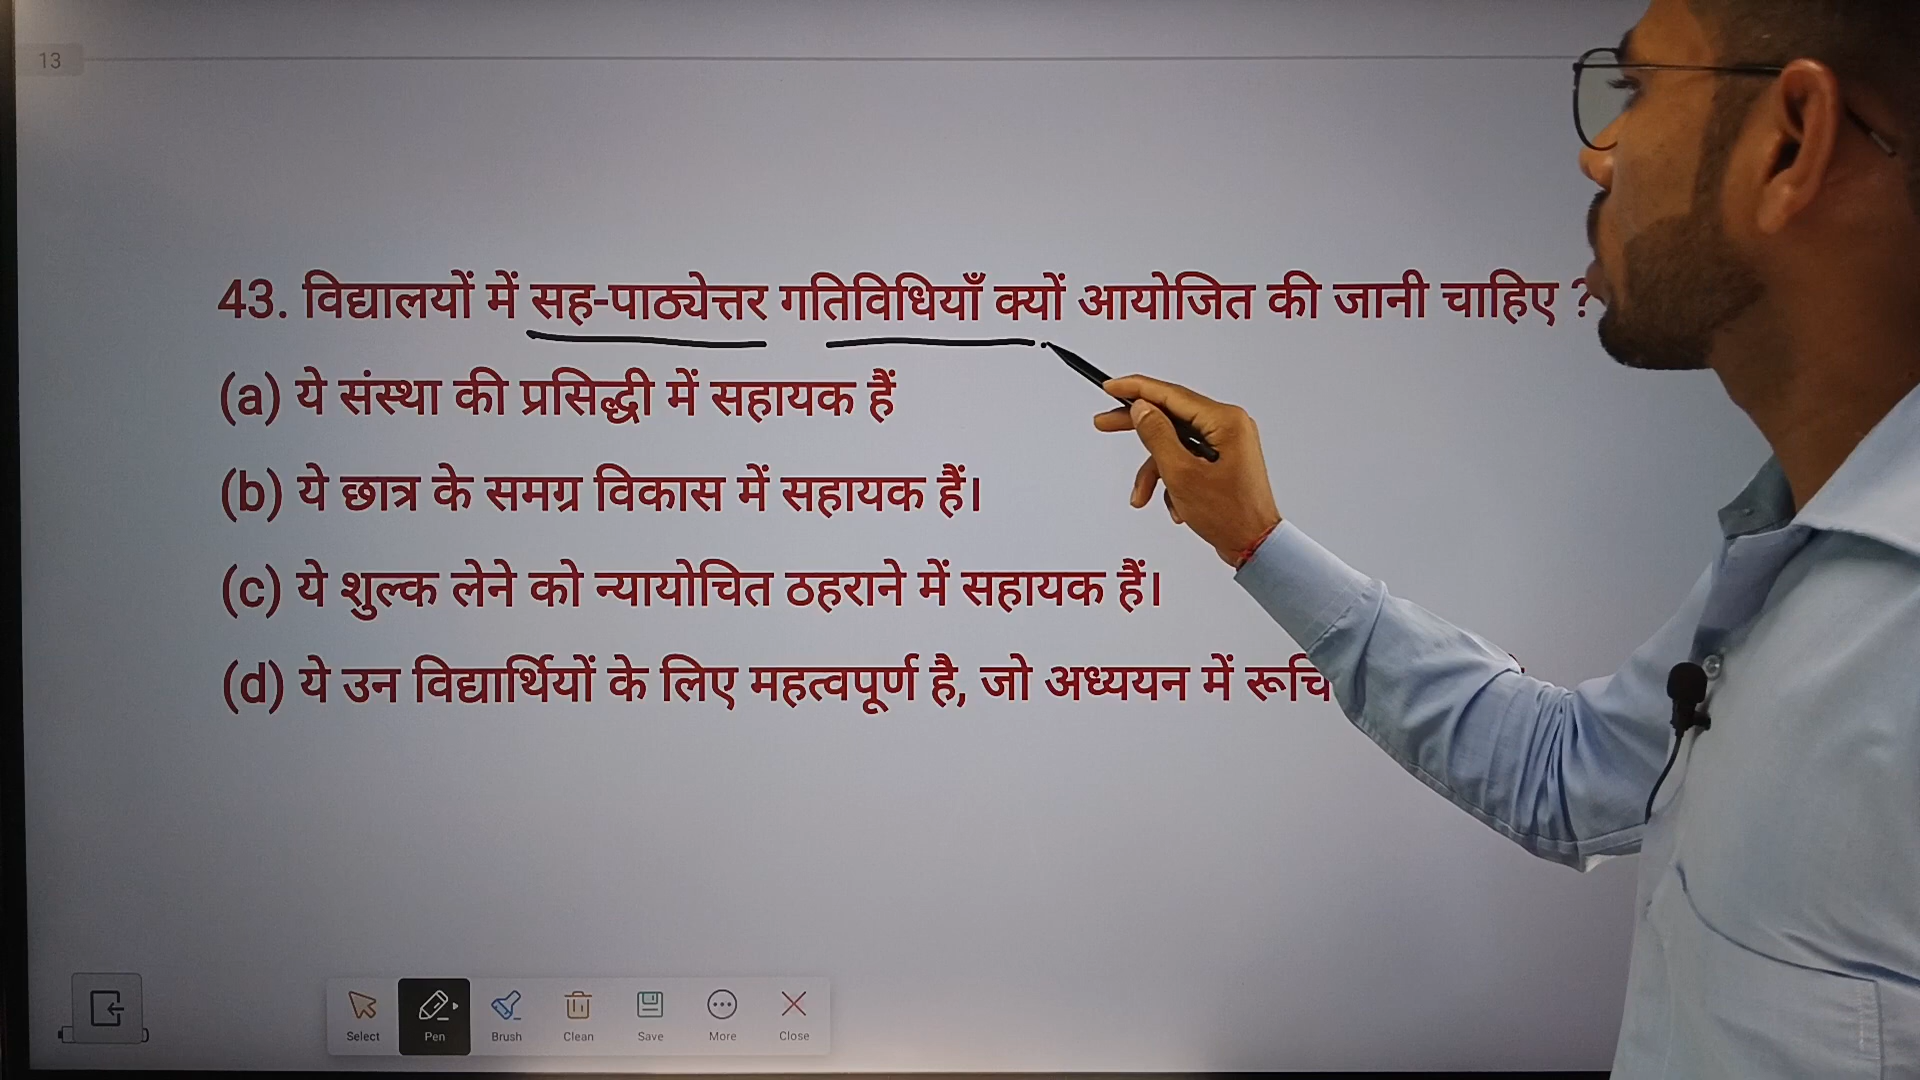 13
43. विद्यालयों में सह-पाठ्येत्तर गतिविधियाँ क्यों आयोजित की जानी चाहिए ?
(a) ये संस्था की प्रसिद्धी में सहायक हैं
(b) ये छात्र के समग्र विकास में सहायक हैं।
(c) ये शुल्क लेने को न्यायोचित ठहराने में सहायक हैं।
(d) ये उन विद्यार्थियों के लिए महत्वपूर्ण है, जो अध्ययन में रूचि
Select Pen Brush Clean Save More Close